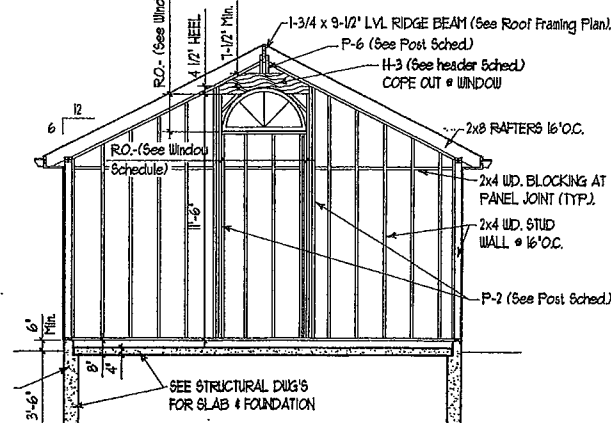 1-3/4 x 9-1/2" LVL RIDGE BEAM (See Roof Framing Plan).
P-6 (See Post Sched.)
H-3 (See header Sched.)
COPE OUT @ WINDOW
R.O.- (See Wind
4 1/2" HEEL
7-1/2" Min.
12
6
2x8 RAFTERS 16"O.C.
R.O.-(See Window
Schedule)
2x4 WD. BLOCKING AT
PANEL JOINT (TYP.)
11'-6"
2x4 WD. STUD
WALL @ 16"O.C.
P-2 (See Post Sched.)
6"
Min.
8"
4"
3'-6"
SEE STRUCTURAL DWG'S
FOR SLAB & FOUNDATION